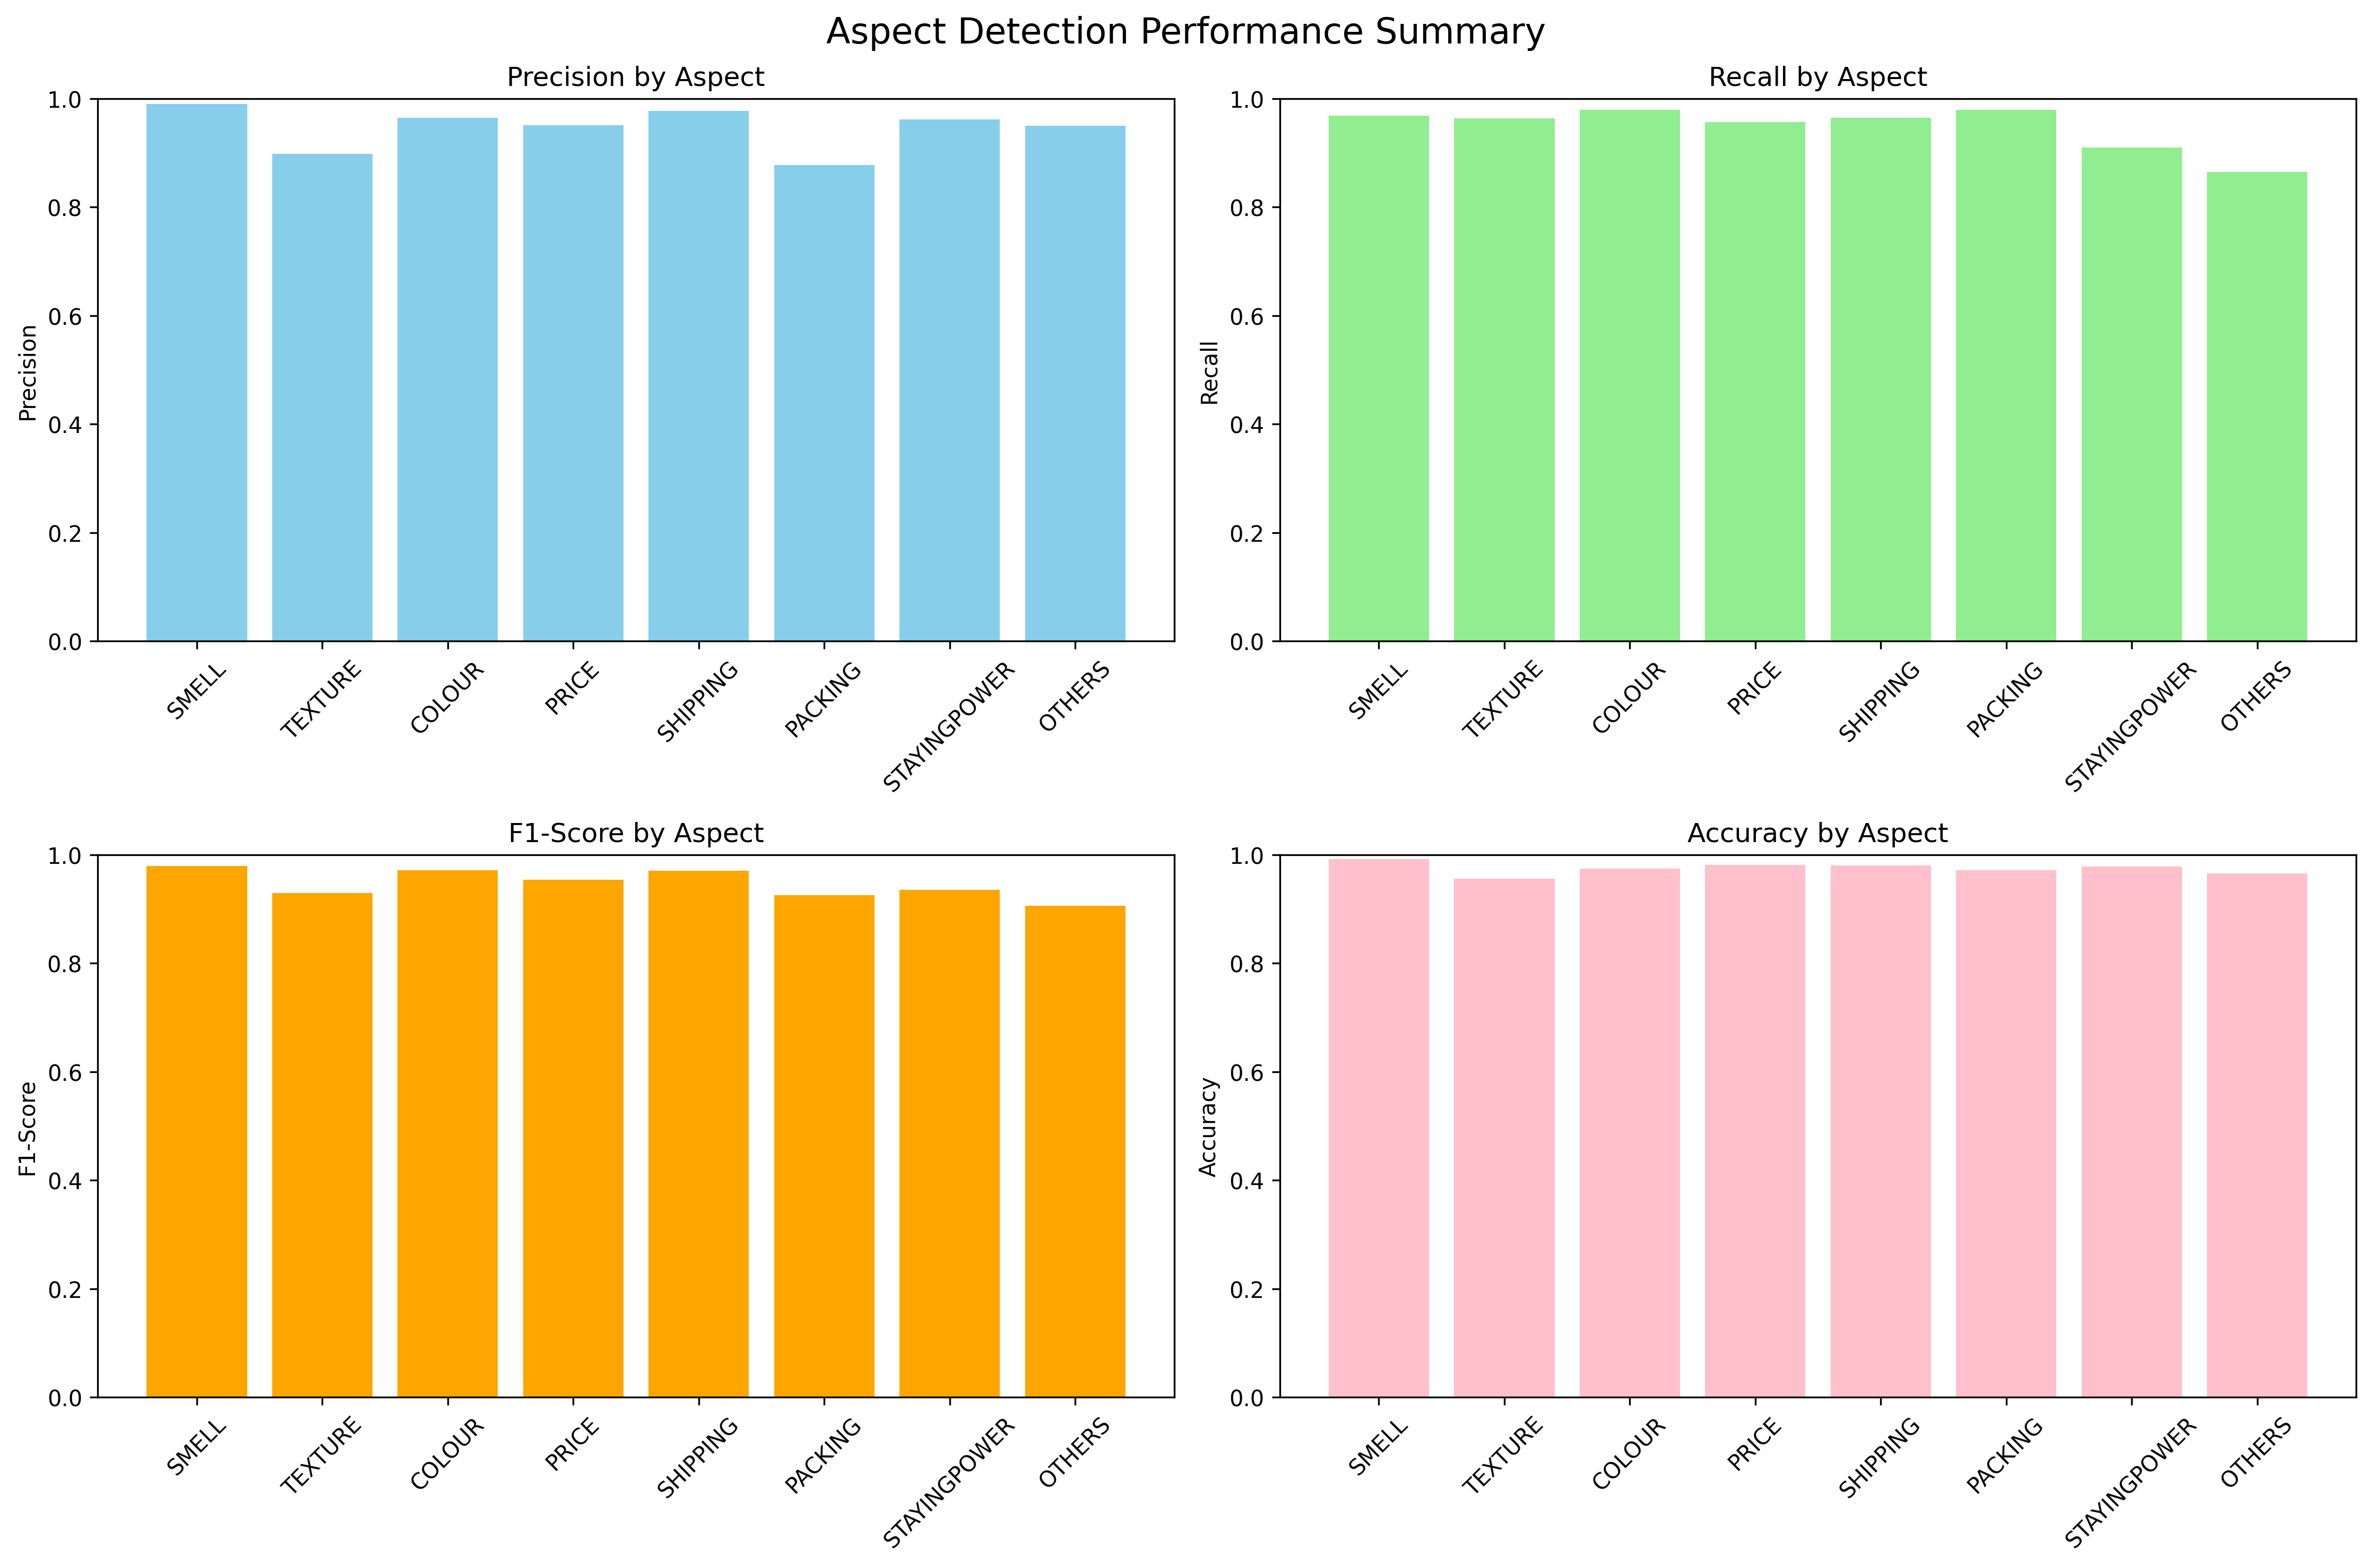 Aspect Detection Performance Summary
Precision by Aspect
Precision
1.0
0.8
0.6
0.4
0.2
0.0
SMELL
TEXTURE
COLOUR
PRICE
SHIPPING
PACKING
STAYINGPOWER
OTHERS
Recall by Aspect
Recall
1.0
0.8
0.6
0.4
0.2
0.0
SMELL
TEXTURE
COLOUR
PRICE
SHIPPING
PACKING
STAYINGPOWER
OTHERS
F1-Score by Aspect
F1-Score
1.0
0.8
0.6
0.4
0.2
0.0
SMELL
TEXTURE
COLOUR
PRICE
SHIPPING
PACKING
STAYINGPOWER
OTHERS
Accuracy by Aspect
Accuracy
1.0
0.8
0.6
0.4
0.2
0.0
SMELL
TEXTURE
COLOUR
PRICE
SHIPPING
PACKING
STAYINGPOWER
OTHERS